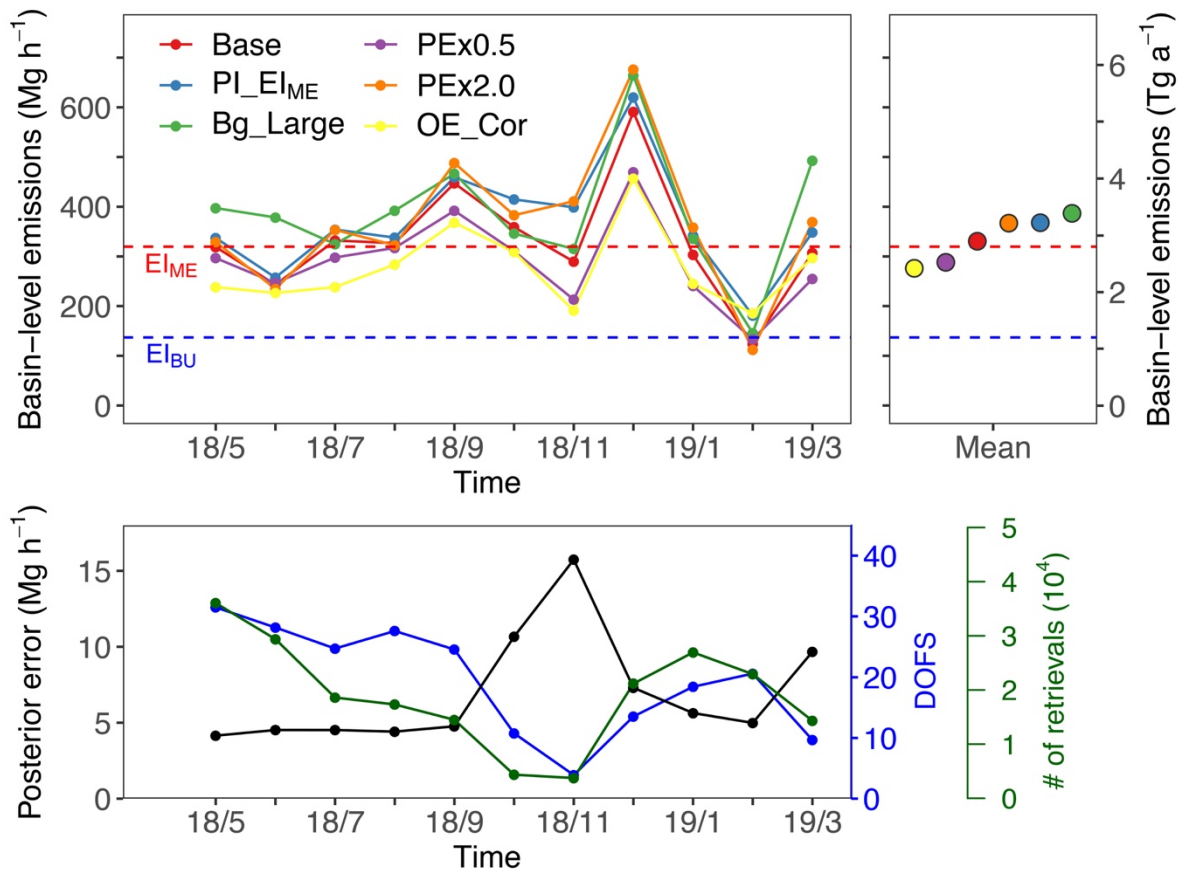 Basin−level emissions (Mg h⁻¹)
600
400
200
0
Base
PI_EI_ME
Bg_Large
PEx0.5
PEx2.0
OE_Cor
EI_ME
EI_BU
18/5 18/7 18/9 18/11 19/1 19/3
Time
Mean
6
4
2
0
Basin−level emissions (Tg a⁻¹)
Posterior error (Mg h⁻¹)
15
10
5
0
18/5 18/7 18/9 18/11 19/1 19/3
Time
40
30
20
10
0
DOFS
5
4
3
2
1
0
# of retrievals (10⁴)